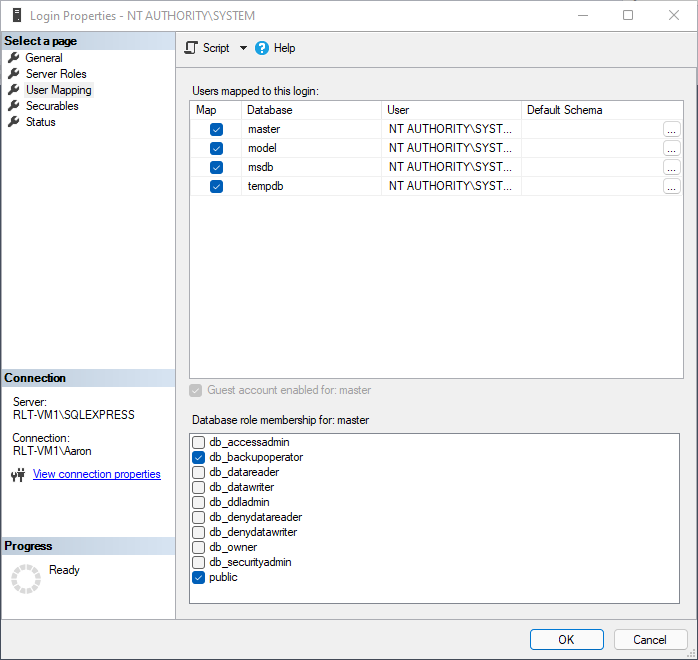 Login Properties - NT AUTHORITY\SYSTEM
Select a page
General
Server Roles
User Mapping
Securables
Status
Script
Help
Users mapped to this login:
Map Database User Default Schema
master NT AUTHORITY\SYST... ...
model NT AUTHORITY\SYST... ...
msdb NT AUTHORITY\SYST... ...
tempdb NT AUTHORITY\SYST... ...
Guest account enabled for: master
Database role membership for: master
db_accessadmin
db_backupoperator
db_datareader
db_datawriter
db_ddladmin
db_denydatareader
db_denydatawriter
db_owner
db_securityadmin
public
Connection
Server:
RLT-VM1\SQLEXPRESS
Connection:
RLT-VM1\Aaron
View connection properties
Progress
Ready
OK Cancel